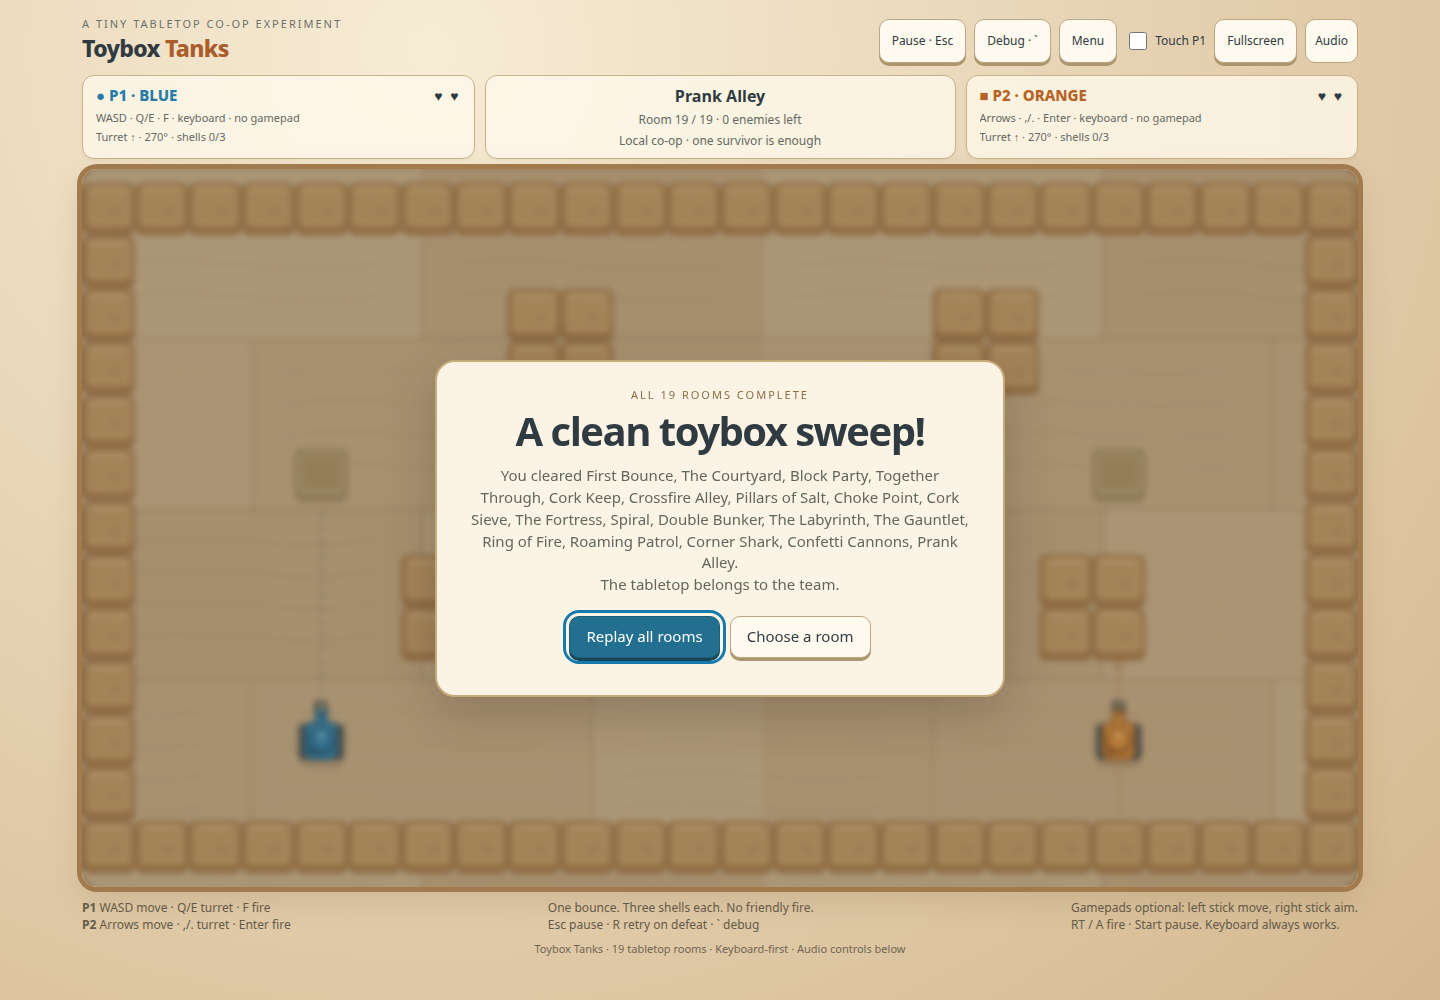 A TINY TABLETOP CO-OP EXPERIMENT
Toybox Tanks
Pause · Esc
Debug · `
Menu
Touch P1
Fullscreen
Audio
● P1 · BLUE ♥ ♥
WASD · Q/E · F · keyboard · no gamepad
Turret ↑ · 270° · shells 0/3
Prank Alley
Room 19 / 19 · 0 enemies left
Local co-op · one survivor is enough
■ P2 · ORANGE ♥ ♥
Arrows · ,/. · Enter · keyboard · no gamepad
Turret ↑ · 270° · shells 0/3
ALL 19 ROOMS COMPLETE
A clean toybox sweep!
You cleared First Bounce, The Courtyard, Block Party, Together
Through, Cork Keep, Crossfire Alley, Pillars of Salt, Choke Point, Cork
Sieve, The Fortress, Spiral, Double Bunker, The Labyrinth, The Gauntlet,
Ring of Fire, Roaming Patrol, Corner Shark, Confetti Cannons, Prank
Alley.
The tabletop belongs to the team.
Replay all rooms
Choose a room
P1 WASD move · Q/E turret · F fire
P2 Arrows move · ,/. turret · Enter fire
One bounce. Three shells each. No friendly fire.
Esc pause · R retry on defeat · ` debug
Gamepads optional: left stick move, right stick aim.
RT / A fire · Start pause. Keyboard always works.
Toybox Tanks · 19 tabletop rooms · Keyboard-first · Audio controls below